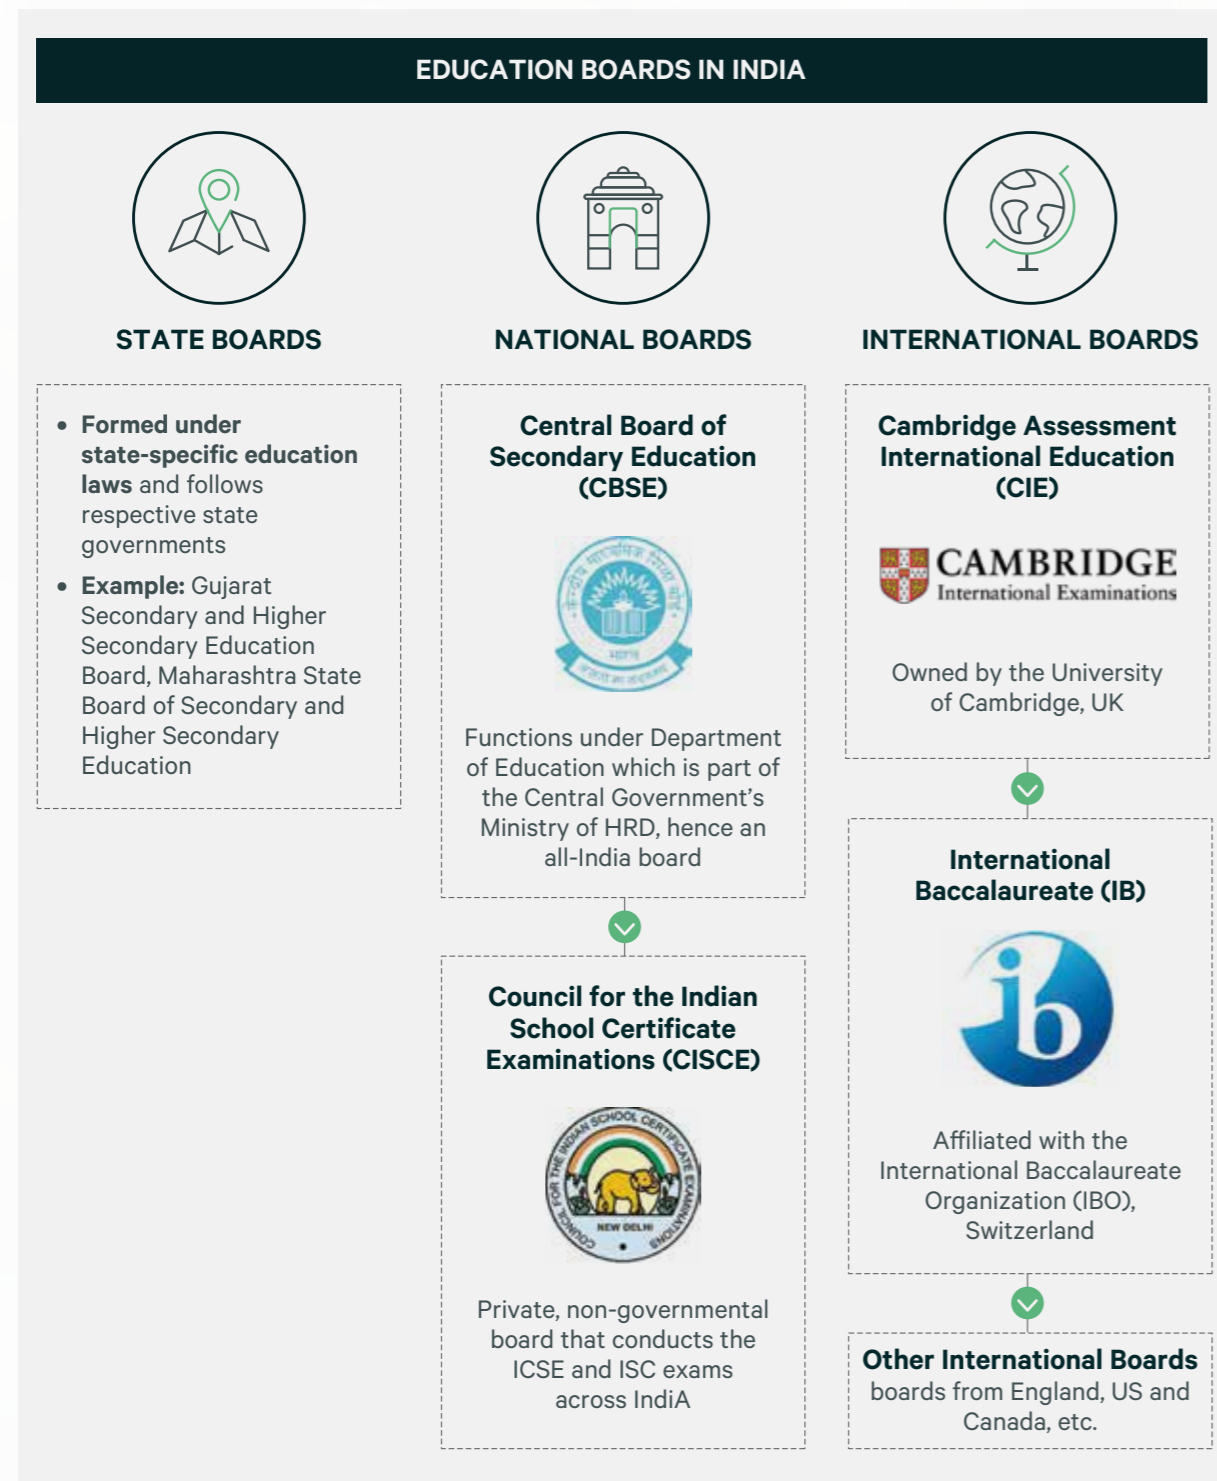 EDUCATION BOARDS IN INDIA
STATE BOARDS
• Formed under
state-specific education
laws and follows
respective state
governments
• Example: Gujarat
Secondary and Higher
Secondary Education
Board, Maharashtra State
Board of Secondary and
Higher Secondary
Education
NATIONAL BOARDS
Central Board of
Secondary Education
(CBSE)
केन्द्रीय माध्यमिक शिक्षा बोर्ड
भारत
Functions under Department
of Education which is part of
the Central Government’s
Ministry of HRD, hence an
all-India board
Council for the Indian
School Certificate
Examinations (CISCE)
COUNCIL FOR THE INDIAN SCHOOL CERTIFICATE EXAMINATIONS
NEW DELHI
Private, non-governmental
board that conducts the
ICSE and ISC exams
across IndiA
INTERNATIONAL BOARDS
Cambridge Assessment
International Education
(CIE)
CAMBRIDGE
International Examinations
Owned by the University
of Cambridge, UK
International
Baccalaureate (IB)
ib
Affiliated with the
International Baccalaureate
Organization (IBO),
Switzerland
Other International Boards
boards from England, US and
Canada, etc.